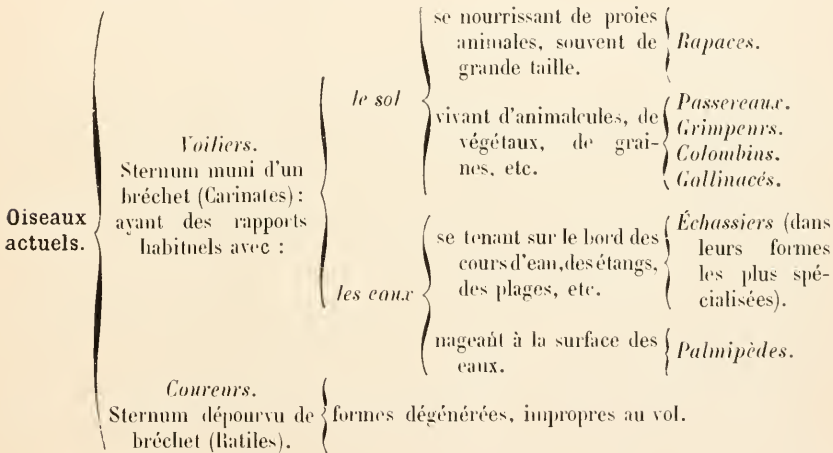 Oiseaux
actuels.
Voiliers.
Sternum muni d'un
bréchet (Carinates) :
ayant des rapports
habituels avec :
le sol
se nourrissant de proies
animales, souvent de
grande taille.
Rapaces.
vivant d'animalcules, de
végétaux, de grai-
nes, etc.
Passereaux.
Grimpeurs.
Colombins.
Gallinacés.
les eaux
se tenant sur le bord des
cours d'eau, des étangs,
des plages, etc.
Échassiers (dans
leurs formes
les plus spé-
cialisées).
nageant à la surface des
eaux.
Palmipèdes.
Coureurs.
Sternum dépourvu de
bréchet (Ratites).
formes dégénérées, impropres au vol.